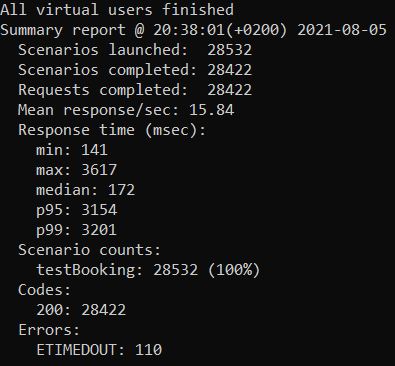 All virtual users finished
Summary report @ 20:38:01(+0200) 2021-08-05
Scenarios launched:  28532
Scenarios completed: 28422
Requests completed:  28422
Mean response/sec: 15.84
Response time (msec):
min: 141
max: 3617
median: 172
p95: 3154
p99: 3201
Scenario counts:
testBooking: 28532 (100%)
Codes:
200: 28422
Errors:
ETIMEDOUT: 110